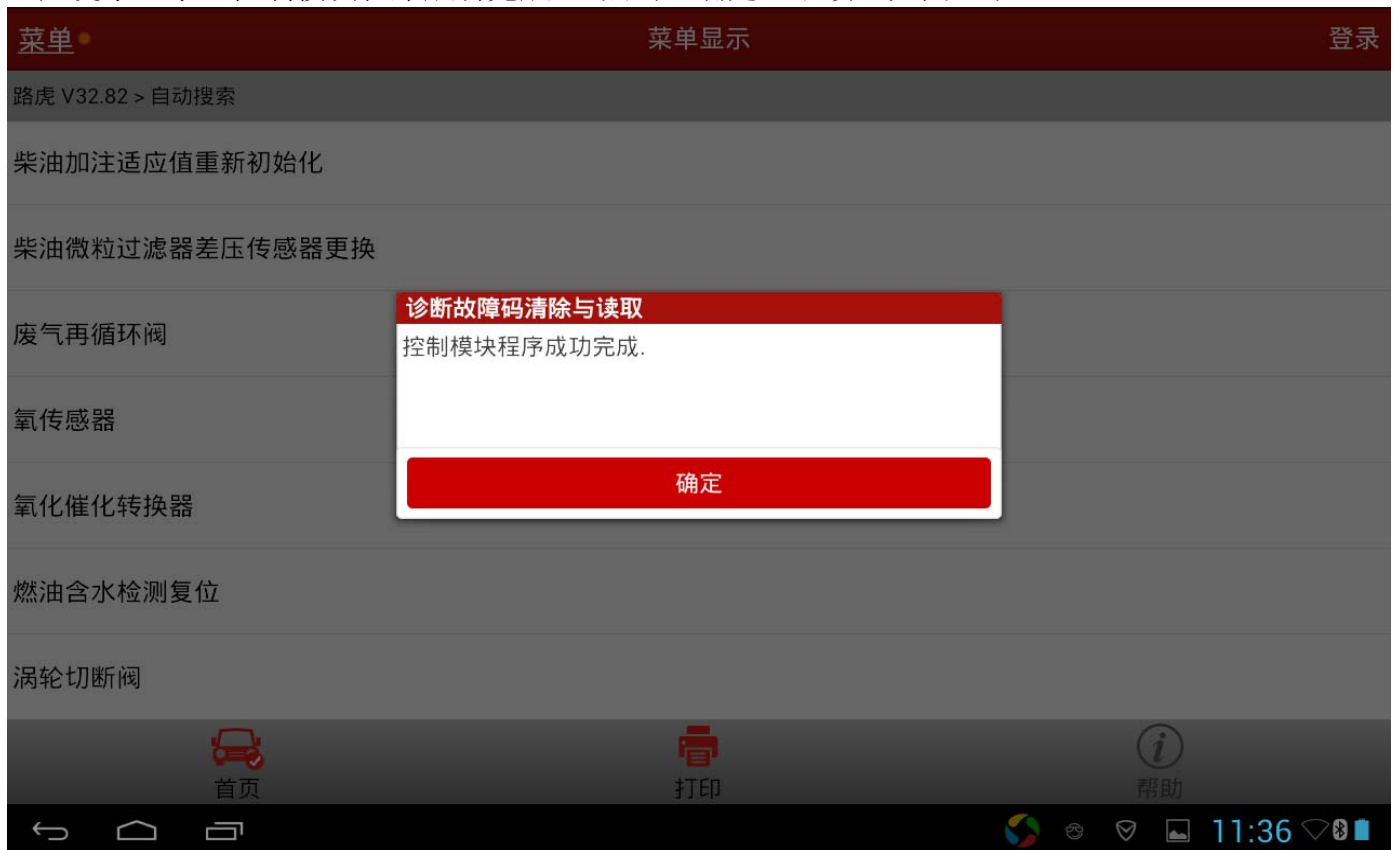 菜单
菜单显示
登录
路虎 V32.82 > 自动搜索
柴油加注适应值重新初始化
柴油微粒过滤器差压传感器更换
废气再循环阀
氧传感器
氧化催化转换器
燃油含水检测复位
涡轮切断阀
诊断故障码清除与读取
控制模块程序成功完成.
确定
首页
打印
帮助
11:36